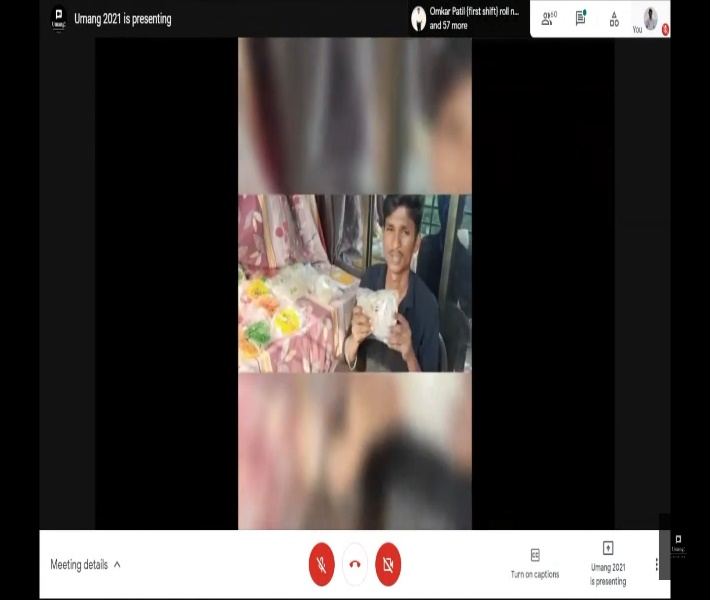 Umang 2021 is presenting
Omkar Patil (first shift) roll n...
and 57 more
60
You
Meeting details
Turn on captions
Umang 2021
is presenting